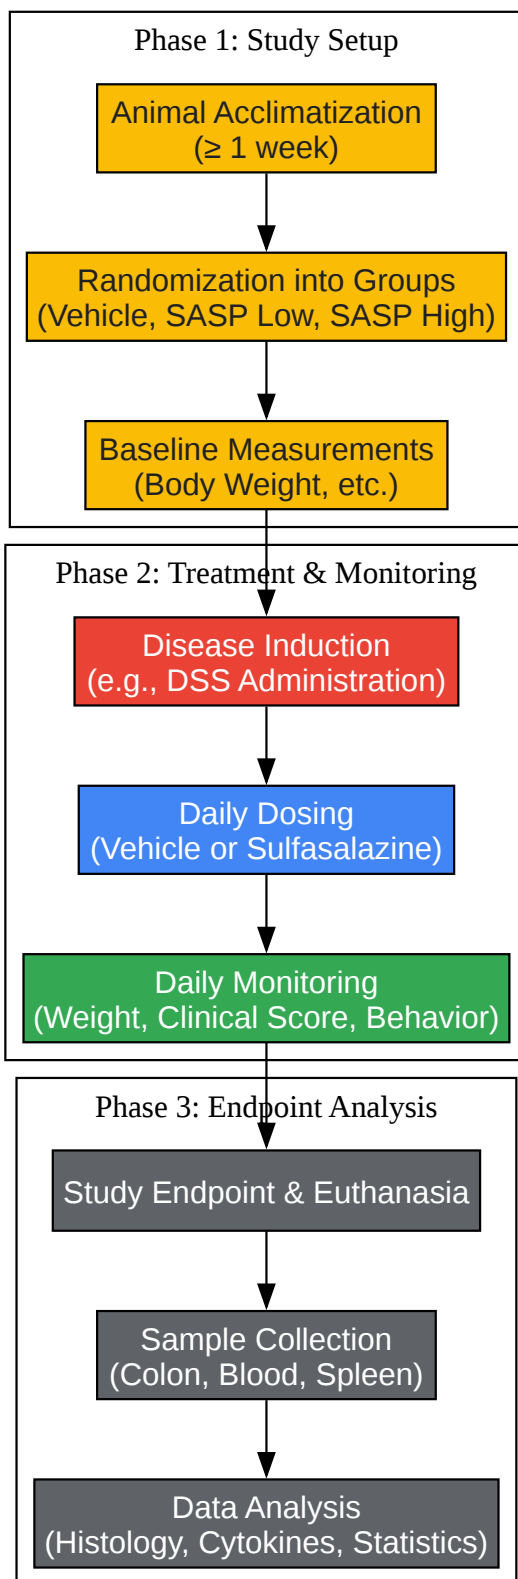 Phase 1: Study Setup
Animal Acclimatization
(≥ 1 week)
Randomization into Groups
(Vehicle, SASP Low, SASP High)
Baseline Measurements
(Body Weight, etc.)
Phase 2: Treatment & Monitoring
Disease Induction
(e.g., DSS Administration)
Daily Dosing
(Vehicle or Sulfasalazine)
Daily Monitoring
(Weight, Clinical Score, Behavior)
Phase 3: Endpoint Analysis
Study Endpoint & Euthanasia
Sample Collection
(Colon, Blood, Spleen)
Data Analysis
(Histology, Cytokines, Statistics)